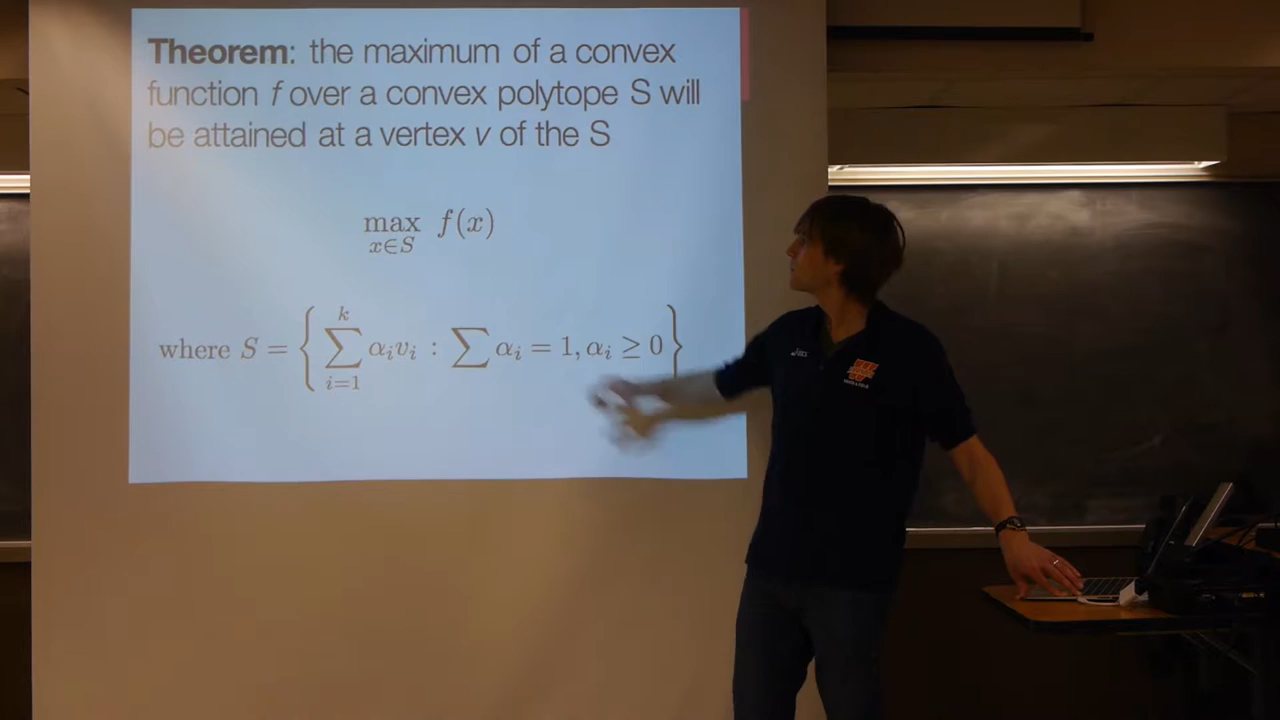 Theorem: the maximum of a convex
function f over a convex polytope S will
be attained at a vertex v of the S
max f(x)
x∈S
where S = { ∑_{i=1}^{k} α_i v_i : ∑ α_i = 1, α_i ≥ 0 }